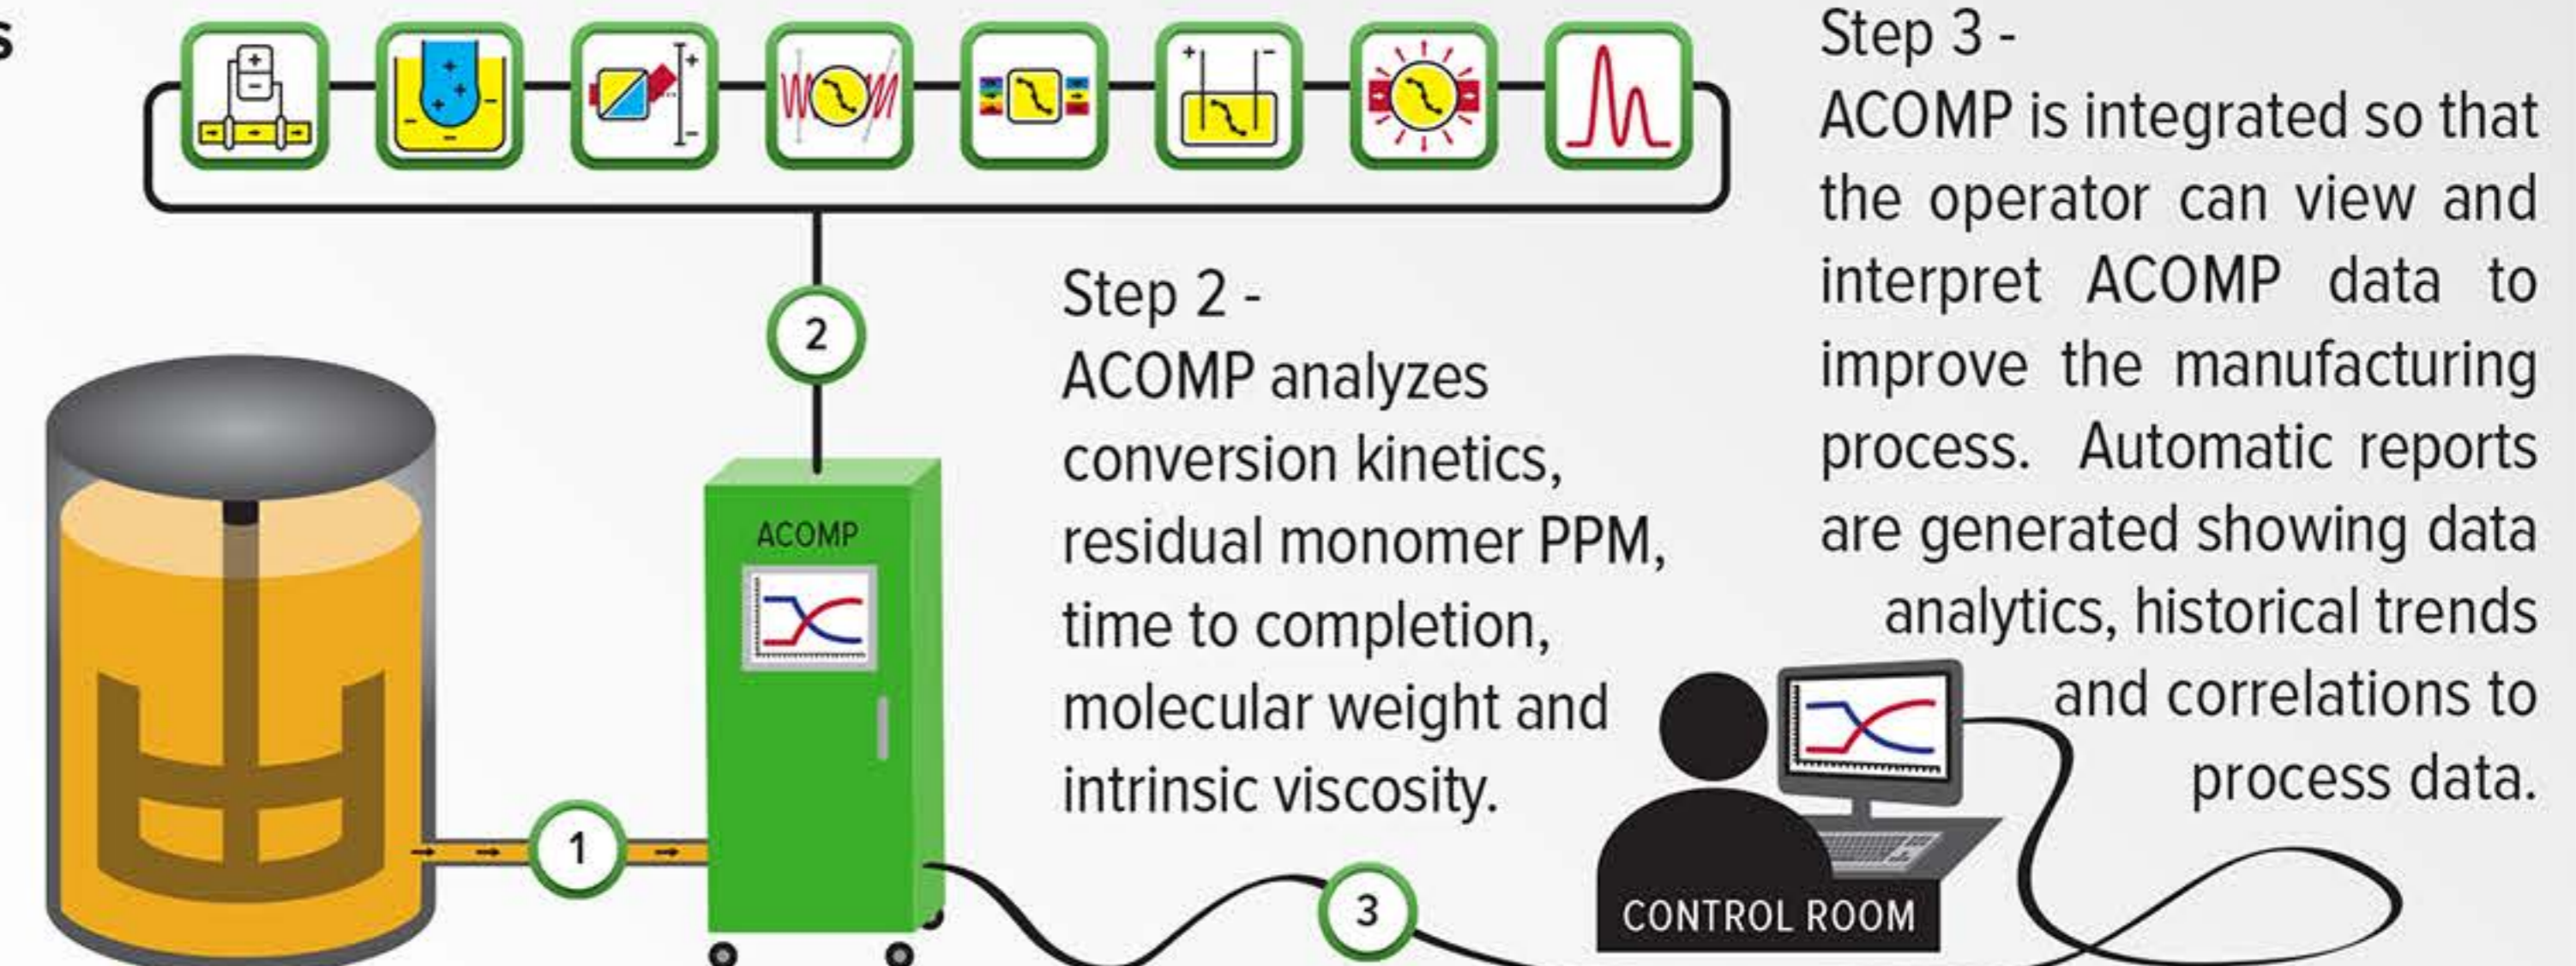 s
Step 3 -
ACOMP is integrated so that
the operator can view and
interpret ACOMP data to
improve the manufacturing
process. Automatic reports
are generated showing data
analytics, historical trends
and correlations to
process data.
2
Step 2 -
ACOMP analyzes
conversion kinetics,
residual monomer PPM,
time to completion,
molecular weight and
intrinsic viscosity.
ACOMP
1
3
CONTROL ROOM